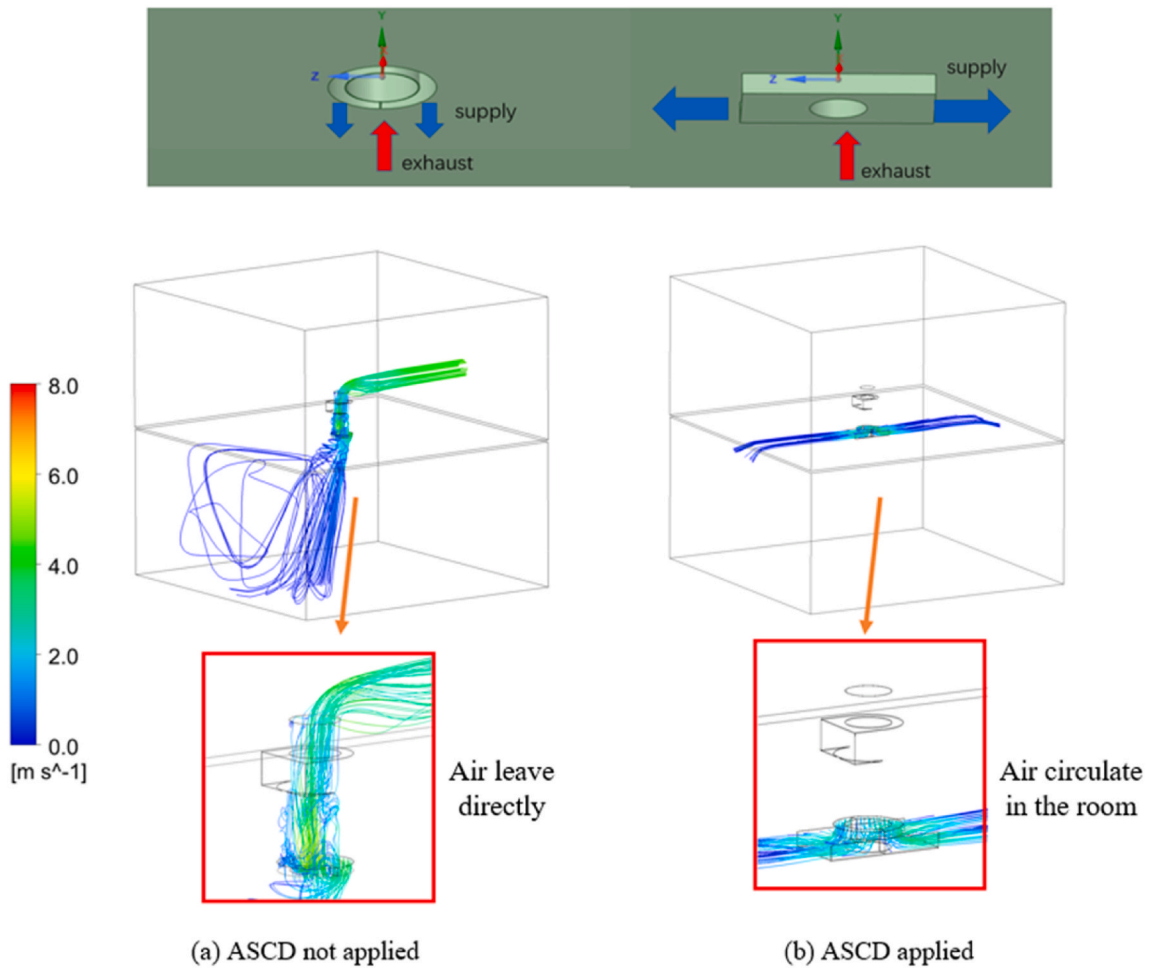 Y
Z
supply
exhaust
Y
Z
supply
exhaust
8.0
6.0
4.0
2.0
0.0
[m s^-1]
Air leave
directly
Air circulate
in the room
(a) ASCD not applied
(b) ASCD applied